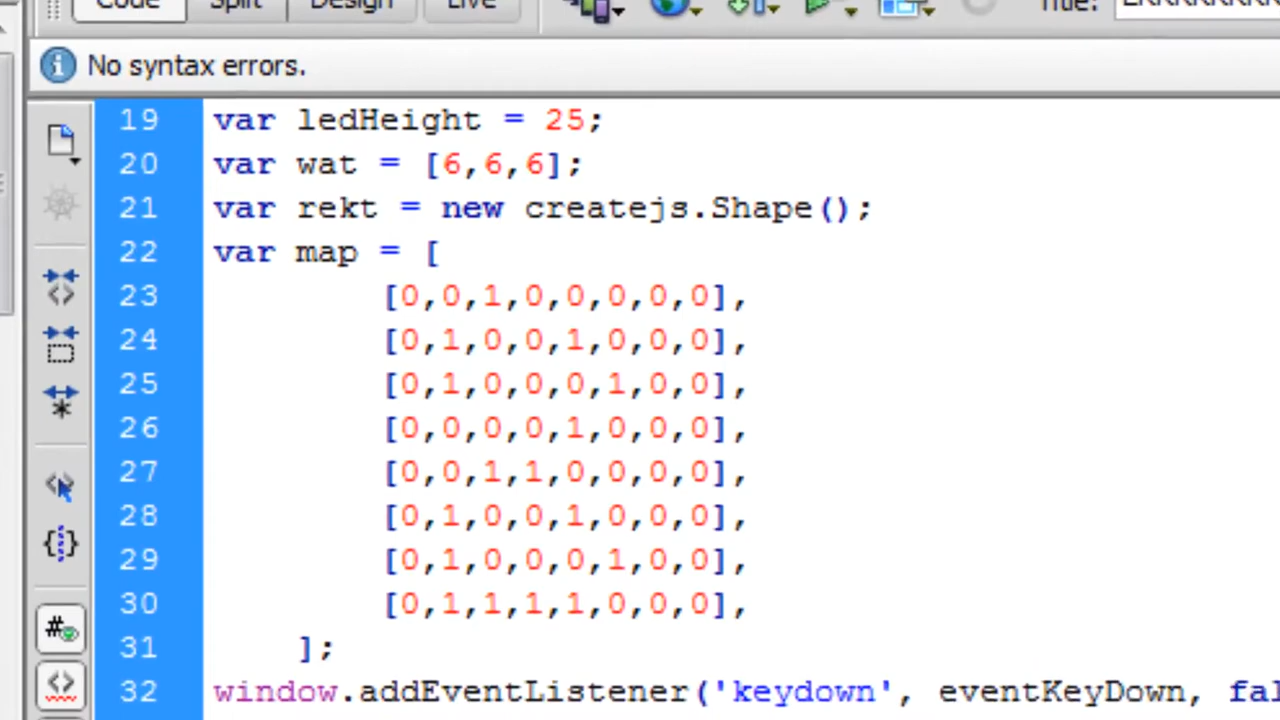 Code Split Design Live Title:
No syntax errors.
19 var ledHeight = 25;
20 var wat = [6,6,6];
21 var rekt = new createjs.Shape();
22 var map = [
23 [0,0,1,0,0,0,0,0],
24 [0,1,0,0,1,0,0,0],
25 [0,1,0,0,0,1,0,0],
26 [0,0,0,0,1,0,0,0],
27 [0,0,1,1,0,0,0,0],
28 [0,1,0,0,1,0,0,0],
29 [0,1,0,0,0,1,0,0],
30 [0,1,1,1,1,0,0,0],
31 ];
32 window.addEventListener('keydown', eventKeyDown, fal